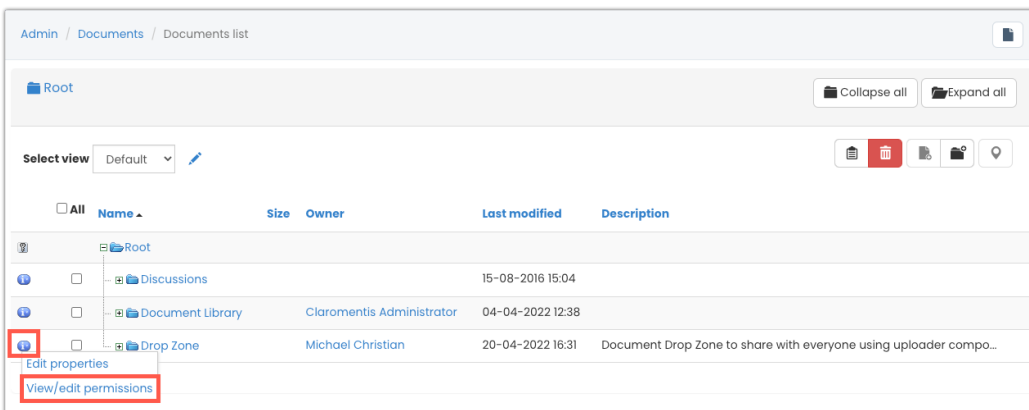 Admin / Documents / Documents list
Root
Collapse all
Expand all
Select view
Default
All Name Size Owner Last modified Description
Root
Discussions 15-08-2016 15:04
Document Library Claromentis Administrator 04-04-2022 12:38
Drop Zone Michael Christian 20-04-2022 16:31 Document Drop Zone to share with everyone using uploader compo...
Edit properties
View/edit permissions